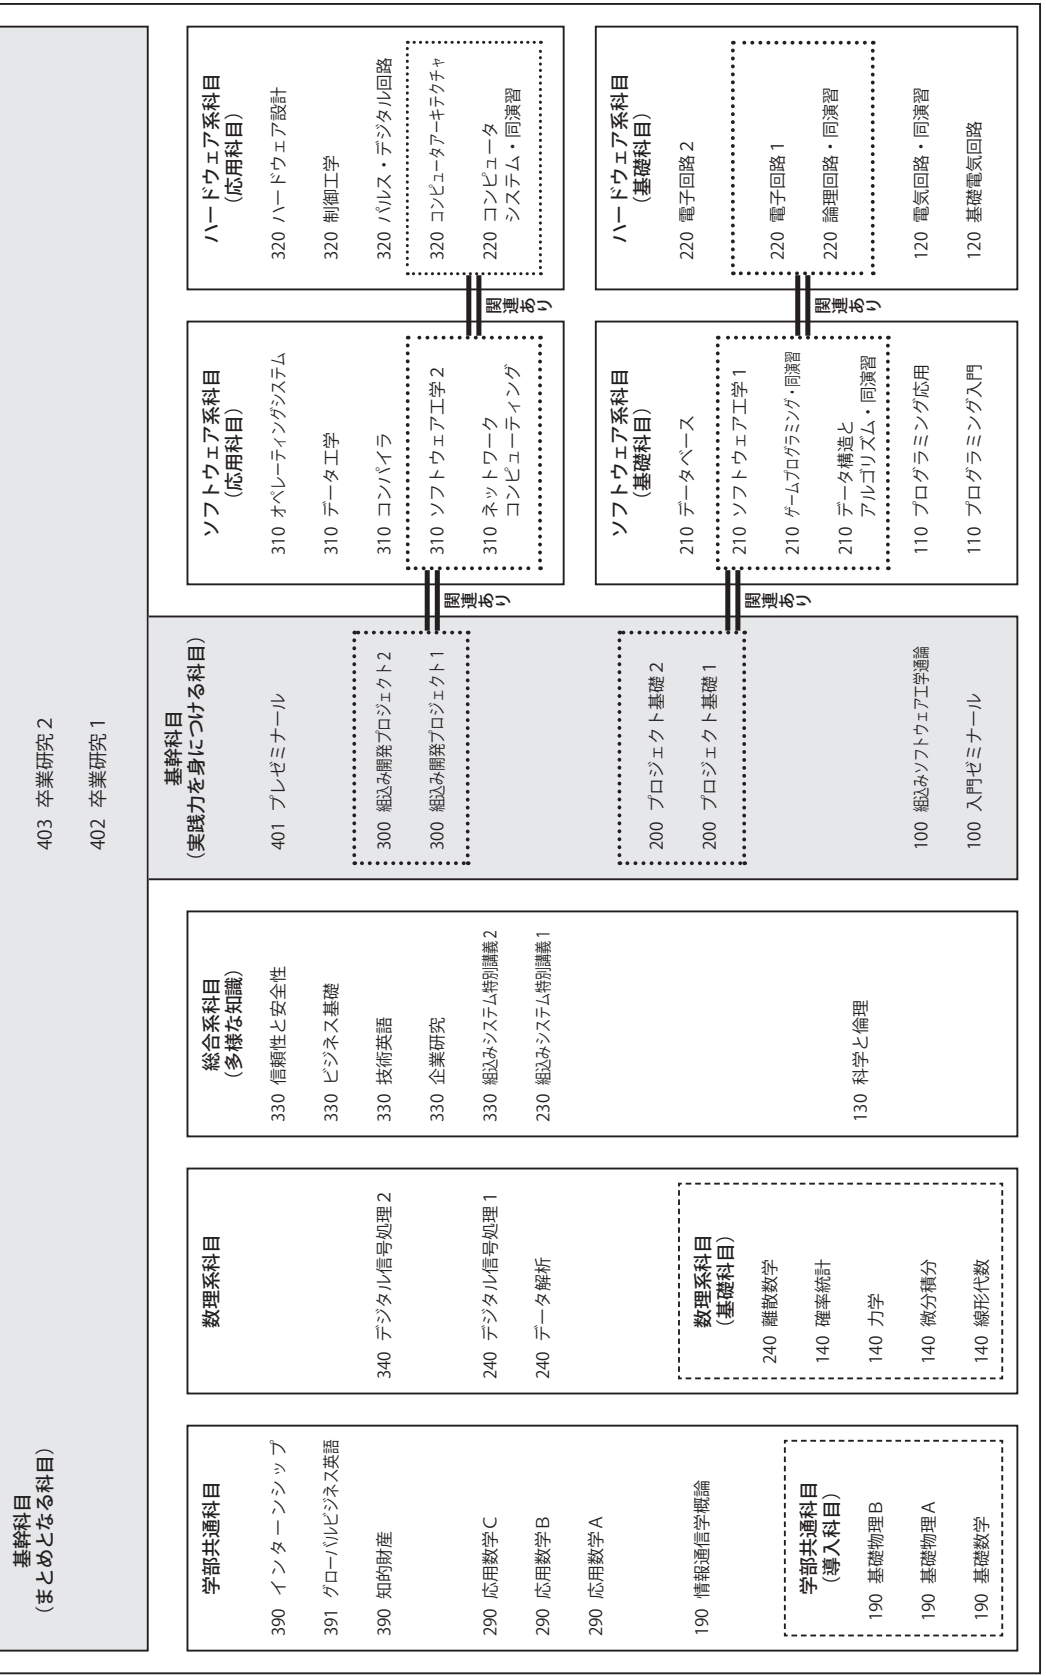 基幹科目
(まとめとなる科目)
403 卒業研究2
402 卒業研究1
学部共通科目
390 インターンシップ
391 グローバルビジネス英語
390 知的財産
290 応用数学C
290 応用数学B
290 応用数学A
190 情報通信学概論
学部共通科目
(導入科目)
190 基礎物理B
190 基礎物理A
190 基礎数学
数理系科目
340 デジタル信号処理2
240 デジタル信号処理1
240 データ解析
数理系科目
(基礎科目)
240 離散数学
140 確率統計
140 力学
140 微分積分
140 線形代数
総合系科目
(多様な知識)
330 信頼性と安全性
330 ビジネス基礎
330 技術英語
330 企業研究
330 組込みシステム特別講義2
230 組込みシステム特別講義1
130 科学と倫理
基幹科目
(実践力を身につける科目)
401 プレゼミナール
300 組込み開発プロジェクト2
300 組込み開発プロジェクト1
200 プロジェクト基礎2
200 プロジェクト基礎1
100 組込みソフトウェア工学通論
100 入門ゼミナール
関連あり
関連あり
ソフトウェア系科目
(応用科目)
310 オペレーティングシステム
310 データ工学
310 コンパイラ
310 ソフトウェア工学2
310 ネットワーク
コンピューティング
ソフトウェア系科目
(基礎科目)
210 データベース
210 ソフトウェア工学1
210 ゲームプログラミング・同演習
210 データ構造と
アルゴリズム・同演習
110 プログラミング応用
110 プログラミング入門
関連あり
関連あり
ハードウェア系科目
(応用科目)
320 ハードウェア設計
320 制御工学
320 パルス・デジタル回路
320 コンピュータアーキテクチャ
220 コンピュータ
システム・同演習
ハードウェア系科目
(基礎科目)
220 電子回路2
220 電子回路1
220 論理回路・同演習
120 電気回路・同演習
120 基礎電気回路